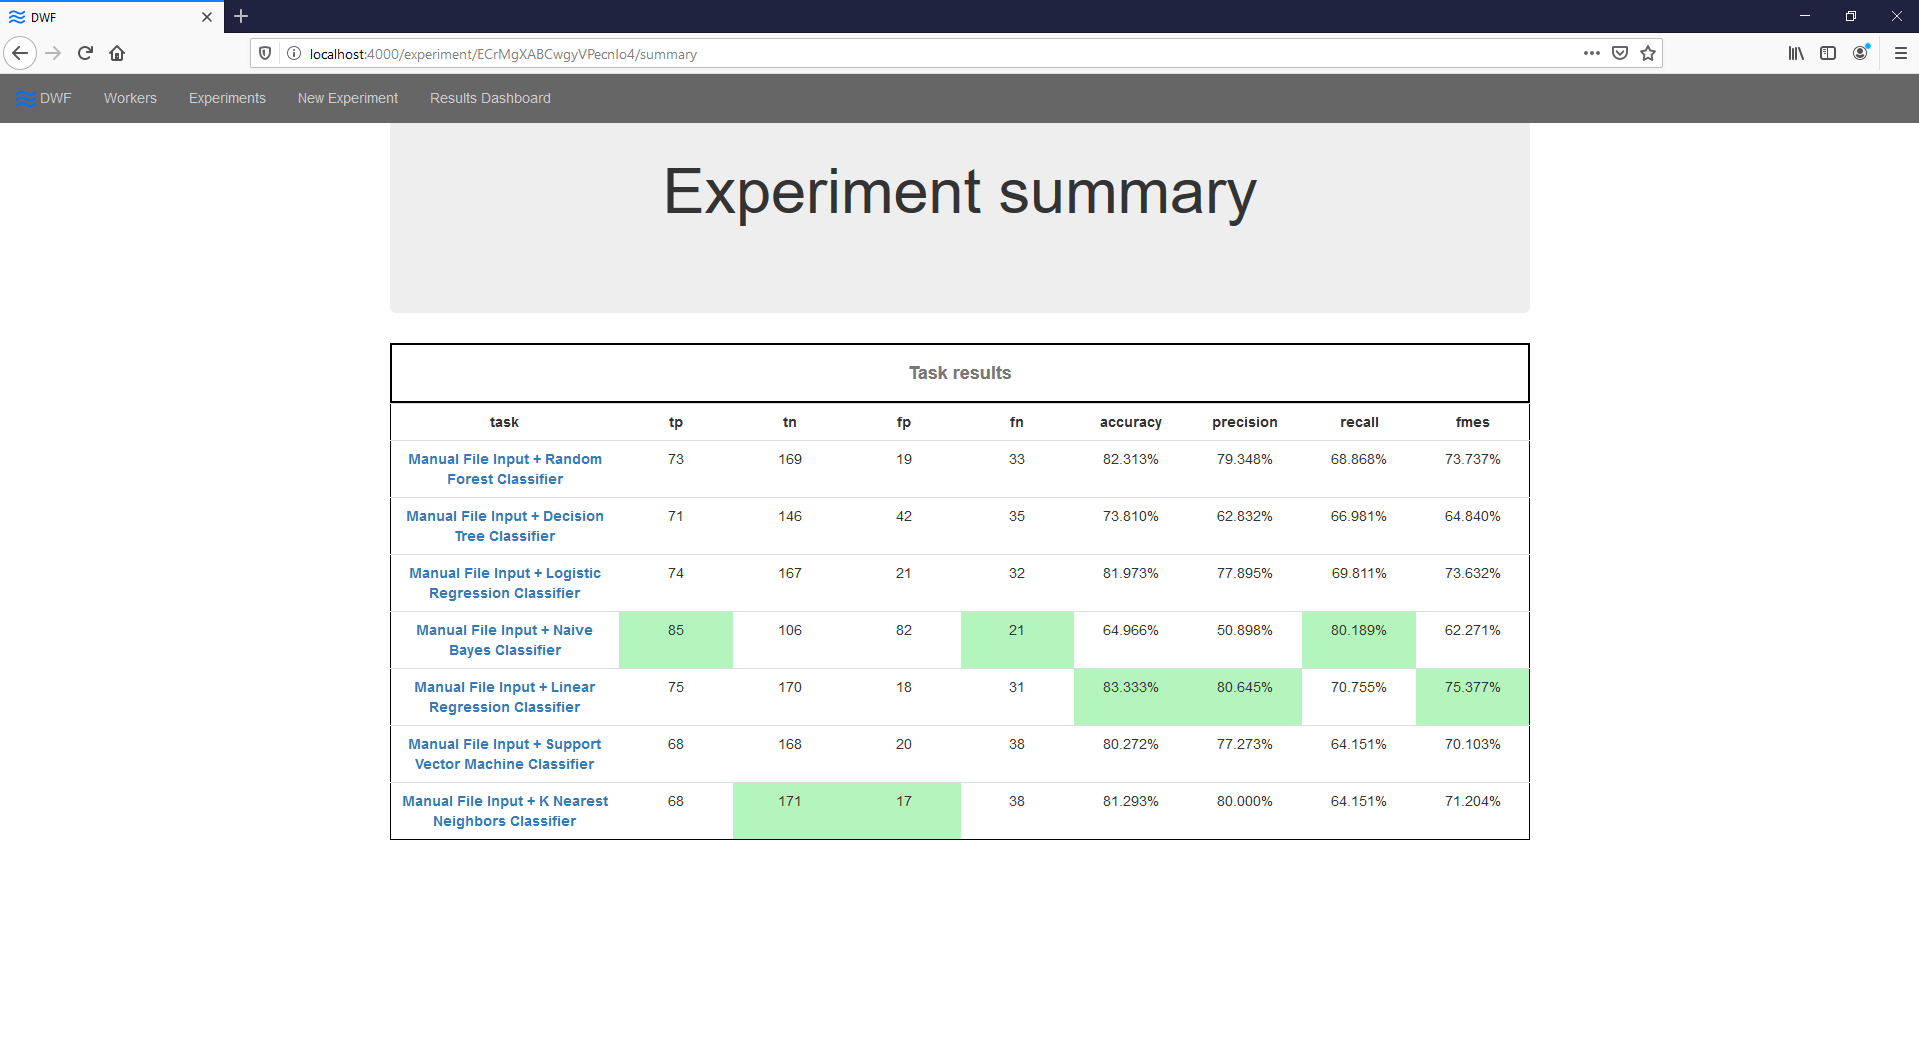 DWF
localhost:4000/experiment/ECrMgXABCwgyVPecnIo4/summary
DWF Workers Experiments New Experiment Results Dashboard
Experiment summary
Task results
task tp tn fp fn accuracy precision recall fmes
Manual File Input + Random 73 169 19 33 82.313% 79.348% 68.868% 73.737%
Forest Classifier
Manual File Input + Decision 71 146 42 35 73.810% 62.832% 66.981% 64.840%
Tree Classifier
Manual File Input + Logistic 74 167 21 32 81.973% 77.895% 69.811% 73.632%
Regression Classifier
Manual File Input + Naive 85 106 82 21 64.966% 50.898% 80.189% 62.271%
Bayes Classifier
Manual File Input + Linear 75 170 18 31 83.333% 80.645% 70.755% 75.377%
Regression Classifier
Manual File Input + Support 68 168 20 38 80.272% 77.273% 64.151% 70.103%
Vector Machine Classifier
Manual File Input + K Nearest 68 171 17 38 81.293% 80.000% 64.151% 71.204%
Neighbors Classifier